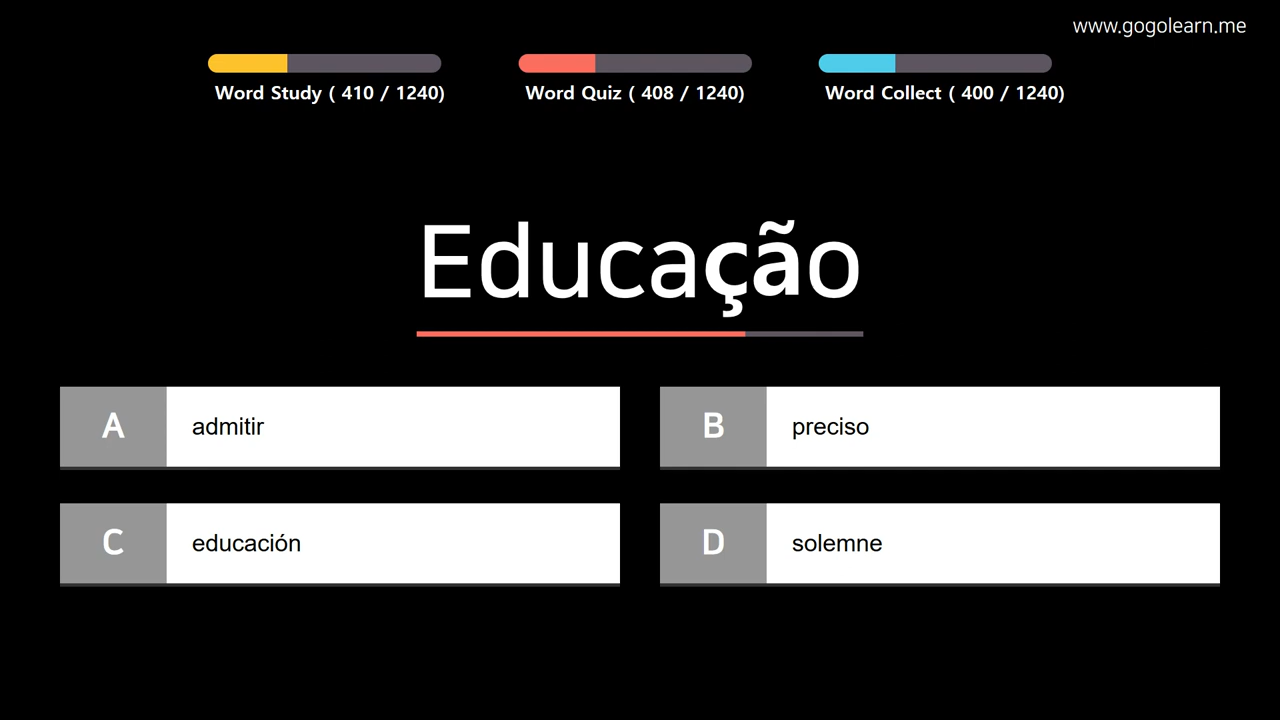 www.gogolearn.me
Word Study ( 410 / 1240)
Word Quiz ( 408 / 1240)
Word Collect ( 400 / 1240)
Educação
A admitir
B preciso
C educación
D solemne